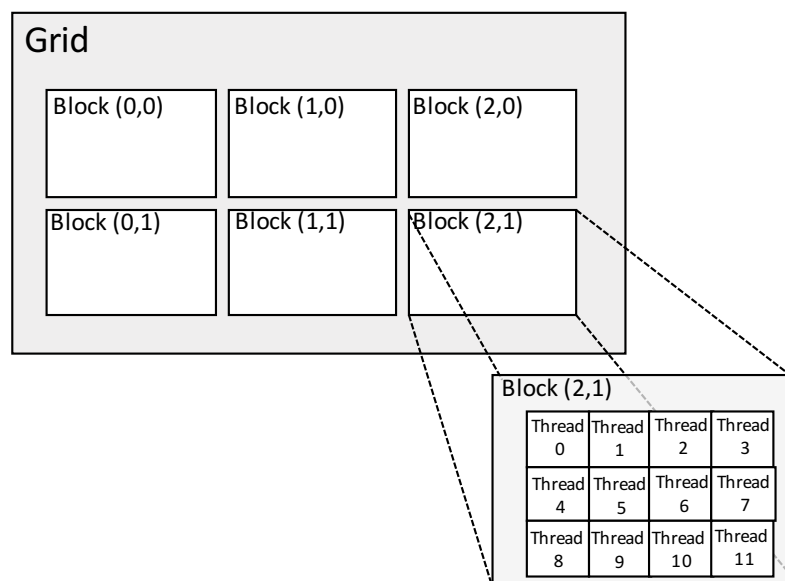 Grid
Block (0,0) Block (1,0) Block (2,0)
Block (0,1) Block (1,1) Block (2,1)
Block (2,1)
Thread Thread Thread Thread
0 1 2 3
Thread Thread Thread Thread
4 5 6 7
Thread Thread Thread Thread
8 9 10 11